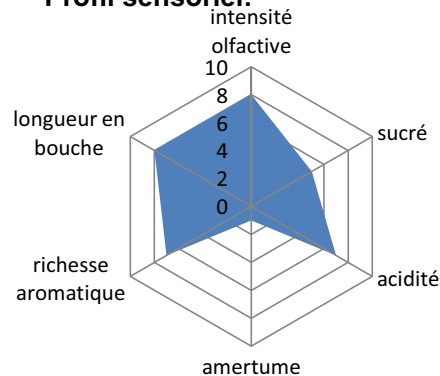 Profil sensoriel:
intensité
olfactive
10
8
6
4
2
0
sucré
acidité
amertume
richesse
aromatique
longueur en
bouche